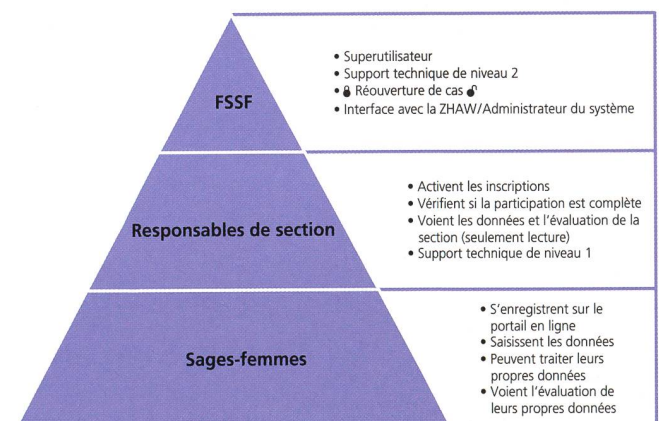 FSSF
• Superutilisateur
• Support technique de niveau 2
• 🔒 Réouverture de cas 🔓
• Interface avec la ZHAW/Administrateur du système
Responsables de section
• Activent les inscriptions
• Vérifient si la participation est complète
• Voient les données et l'évaluation de la
section (seulement lecture)
• Support technique de niveau 1
Sages-femmes
• S'enregistrent sur le
portail en ligne
• Saisissent les données
• Peuvent traiter leurs
propres données
• Voient l'évaluation de
leurs propres données